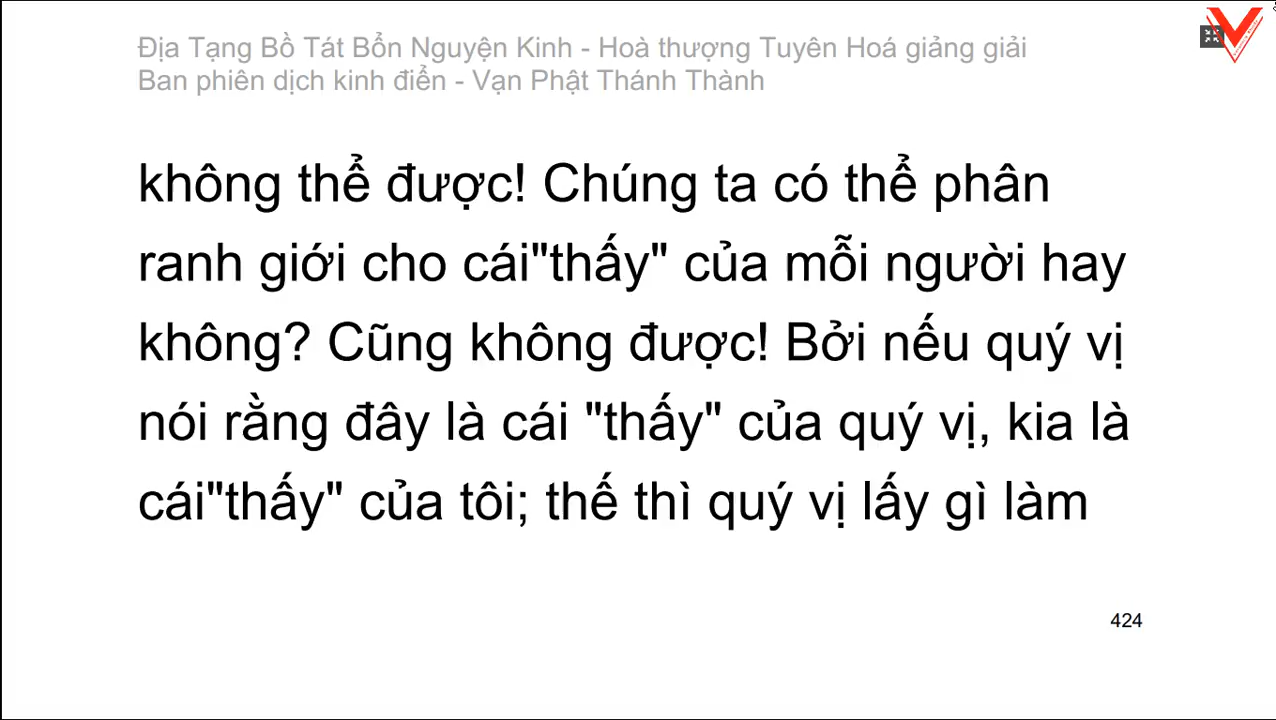 Địa Tạng Bồ Tát Bổn Nguyện Kinh - Hoà thượng Tuyên Hoá giảng giải
Ban phiên dịch kinh điển - Vạn Phật Thánh Thành
không thể được! Chúng ta có thể phân
ranh giới cho cái"thấy" của mỗi người hay
không? Cũng không được! Bởi nếu quý vị
nói rằng đây là cái "thấy" của quý vị, kia là
cái"thấy" của tôi; thế thì quý vị lấy gì làm
424